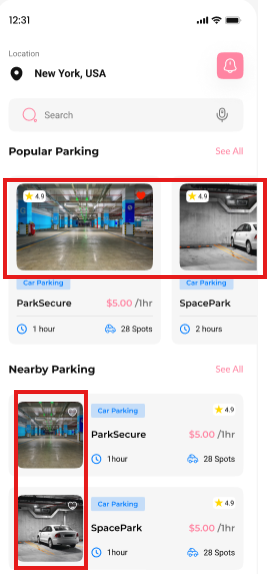 12:31
Location
New York, USA
Search
Popular Parking See All
4.9 4.9
Car Parking Car Parking
ParkSecure $5.00 /1hr SpacePark
1 hour 28 Spots 2 hours
Nearby Parking See All
Car Parking 4.9
ParkSecure $5.00 /1hr
1hour 28 Spots
Car Parking 4.9
SpacePark $5.00 /1hr
1hour 28 Spots